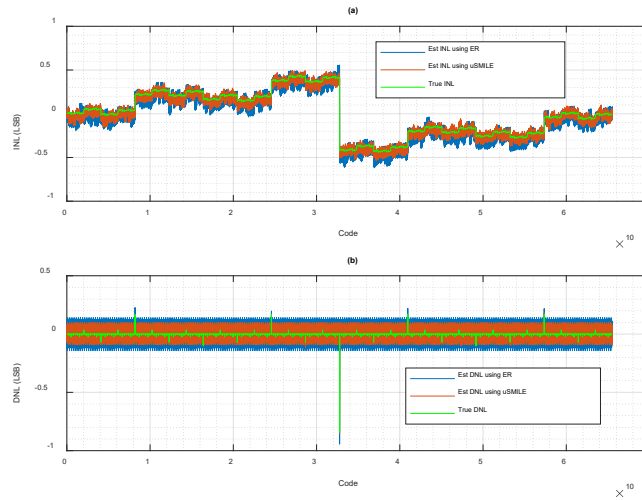 (a)
1
0.5
0
-0.5
-1
INL (LSB)
Est INL using ER
Est INL using uSMILE
True INL
0 1 2 3 4 5 6
Code
× 10
(b)
0.5
0
-0.5
-1
DNL (LSB)
Est DNL using ER
Est DNL using uSMILE
True DNL
0 1 2 3 4 5 6
Code
× 10